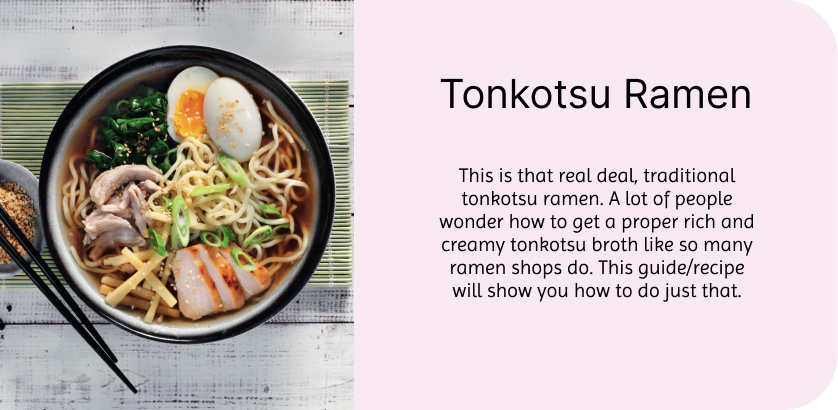 Tonkotsu Ramen
This is that real deal, traditional
tonkotsu ramen. A lot of people
wonder how to get a proper rich and
creamy tonkotsu broth like so many
ramen shops do. This guide/recipe
will show you how to do just that.